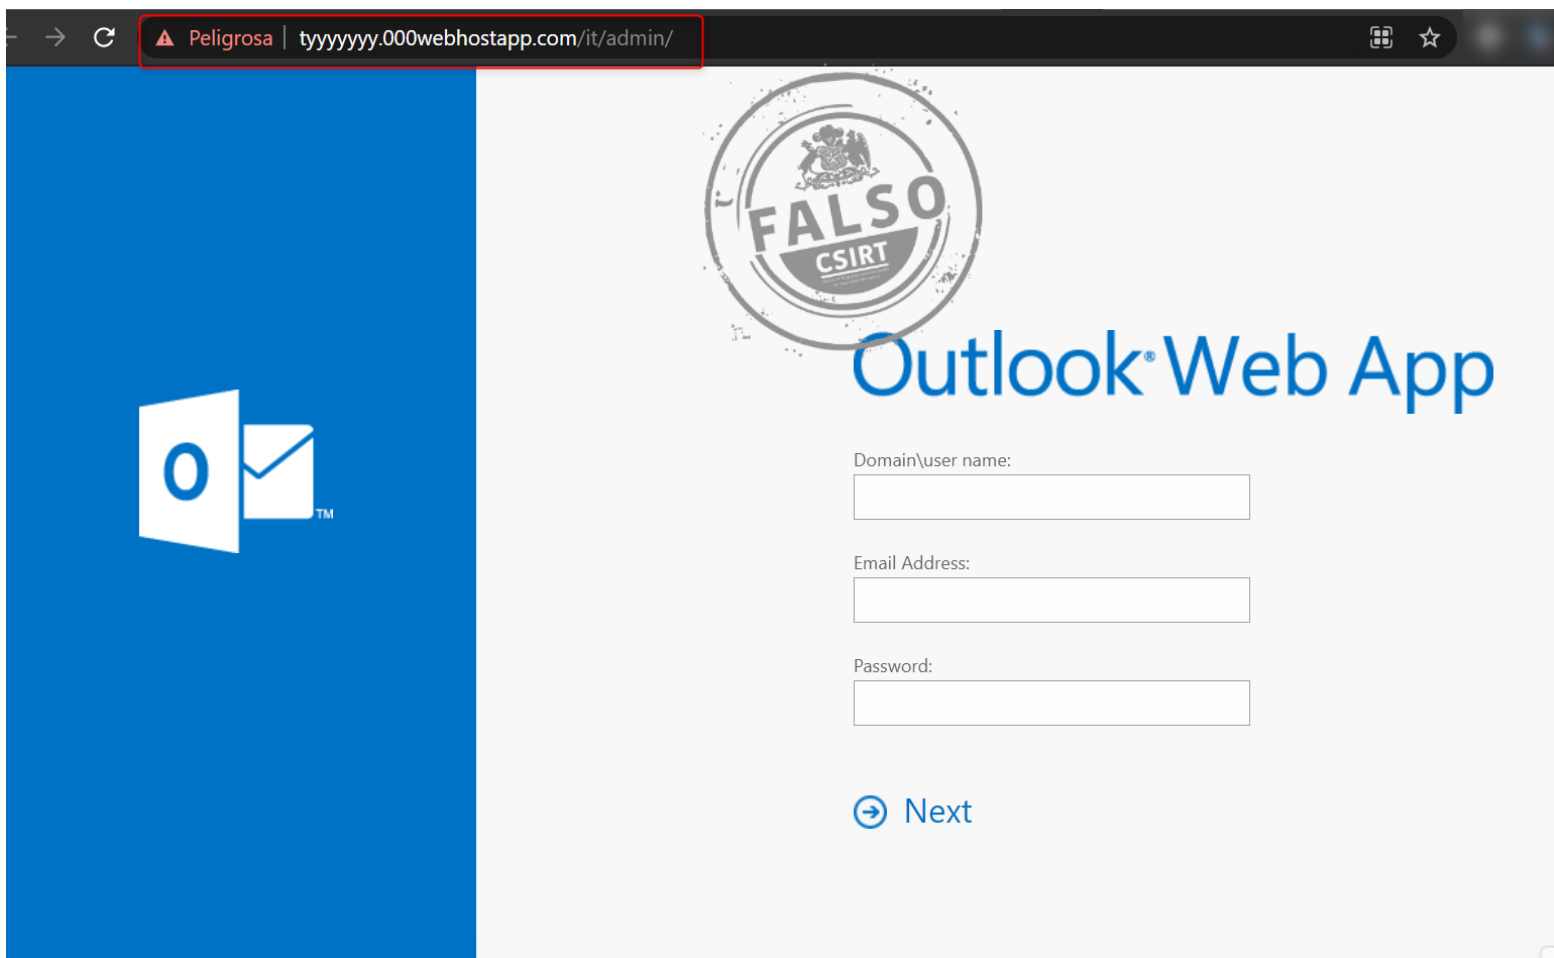 Peligrosa | tyyyyyyy.000webhostapp.com/it/admin/
FALSO
CSIRT
Outlook® Web App
O
TM
Domain\user name:
Email Address:
Password:
Next